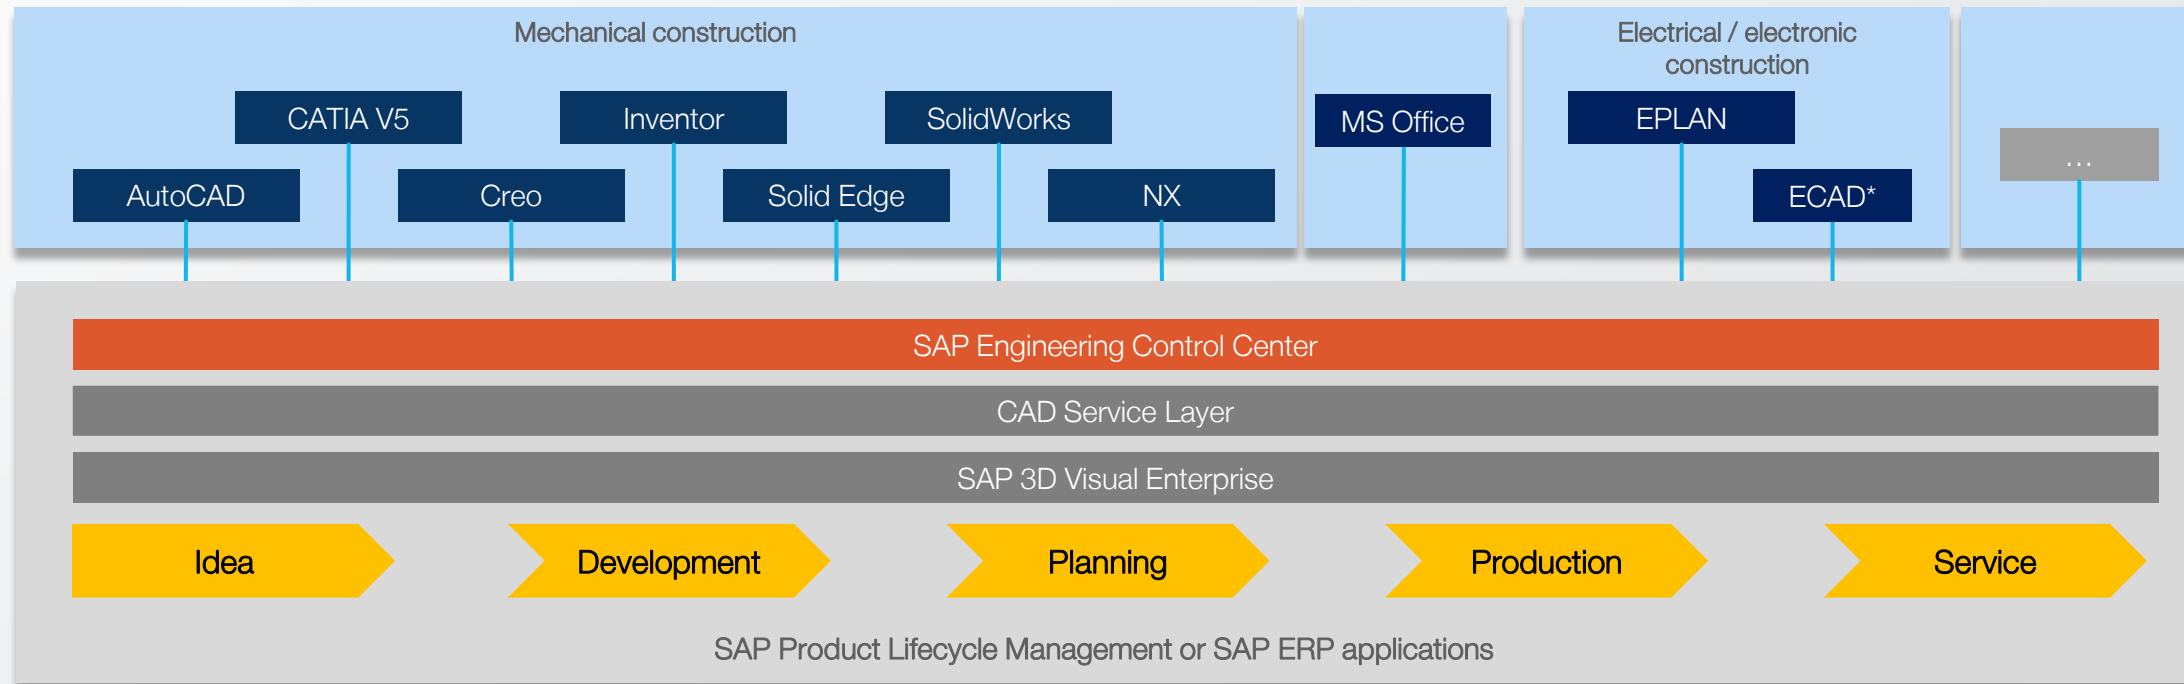 Mechanical construction
Electrical / electronic
construction
CATIA V5
Inventor
SolidWorks
MS Office
EPLAN
...
AutoCAD
Creo
Solid Edge
NX
ECAD*
SAP Engineering Control Center
CAD Service Layer
SAP 3D Visual Enterprise
Idea
Development
Planning
Production
Service
SAP Product Lifecycle Management or SAP ERP applications